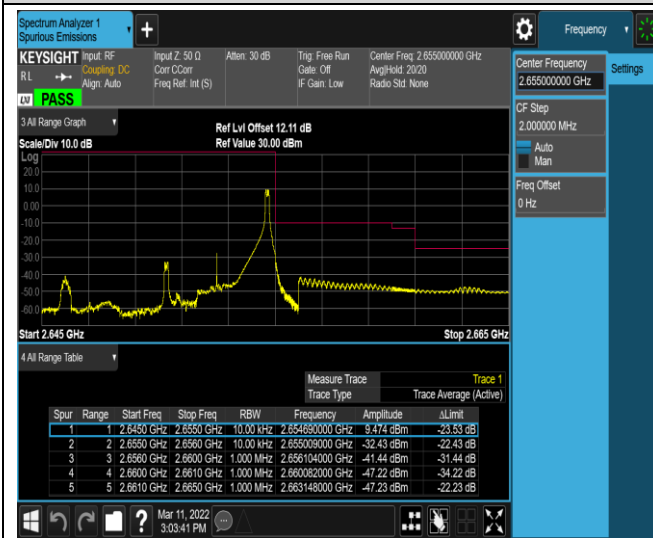 Spectrum Analyzer 1
Spurious Emissions
Frequency
KEYSIGHT
R L
LXI
PASS
Input: RF
Coupling: DC
Align: Auto
Input Z: 50 Ω
Corr CCorr
Freq Ref: Int (S)
Atten: 30 dB
Trig: Free Run
Gate: Off
IF Gain: Low
Center Freq: 2.655000000 GHz
Avg|Hold: 20/20
Radio Std: None
Center Frequency
2.655000000 GHz
Settings
CF Step
2.000000 MHz
Auto
Man
Freq Offset
0 Hz
3 All Range Graph
Scale/Div 10.0 dB
Ref Lvl Offset 12.11 dB
Ref Value 30.00 dBm
Log
20.0
10.0
0.00
-10.0
-20.0
-30.0
-40.0
-50.0
-60.0
Start 2.645 GHz
Stop 2.665 GHz
4 All Range Table
Measure Trace Trace 1
Trace Type Trace Average (Active)
Spur Range Start Freq Stop Freq RBW Frequency Amplitude ΔLimit
1 1 2.6450 GHz 2.6550 GHz 10.00 kHz 2.654690000 GHz 9.474 dBm -23.53 dB
2 2 2.6550 GHz 2.6560 GHz 10.00 kHz 2.655009000 GHz -32.43 dBm -22.43 dB
3 3 2.6560 GHz 2.6600 GHz 1.000 MHz 2.656104000 GHz -41.44 dBm -31.44 dB
4 4 2.6600 GHz 2.6610 GHz 1.000 MHz 2.660082000 GHz -47.22 dBm -34.22 dB
5 5 2.6610 GHz 2.6650 GHz 1.000 MHz 2.663148000 GHz -47.23 dBm -22.23 dB
Mar 11, 2022
3:03:41 PM